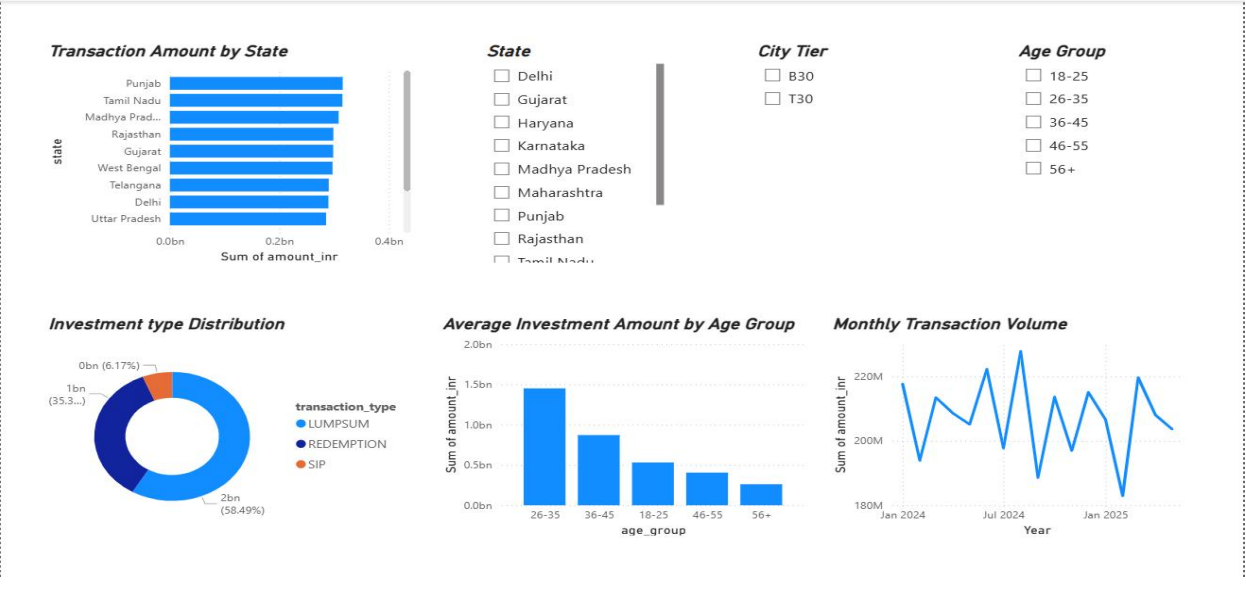 Transaction Amount by State
state
Punjab
Tamil Nadu
Madhya Prad...
Rajasthan
Gujarat
West Bengal
Telangana
Delhi
Uttar Pradesh
0.0bn 0.2bn 0.4bn
Sum of amount_inr
State
Delhi
Gujarat
Haryana
Karnataka
Madhya Pradesh
Maharashtra
Punjab
Rajasthan
Tamil Nadu
City Tier
B30
T30
Age Group
18-25
26-35
36-45
46-55
56+
Investment type Distribution
0bn (6.17%)
1bn
(35.3...)
2bn
(58.49%)
transaction_type
LUMPSUM
REDEMPTION
SIP
Average Investment Amount by Age Group
Sum of amount_inr
2.0bn
1.5bn
1.0bn
0.5bn
0.0bn
26-35 36-45 18-25 46-55 56+
age_group
Monthly Transaction Volume
Sum of amount_inr
220M
200M
180M
Jan 2024 Jul 2024 Jan 2025
Year